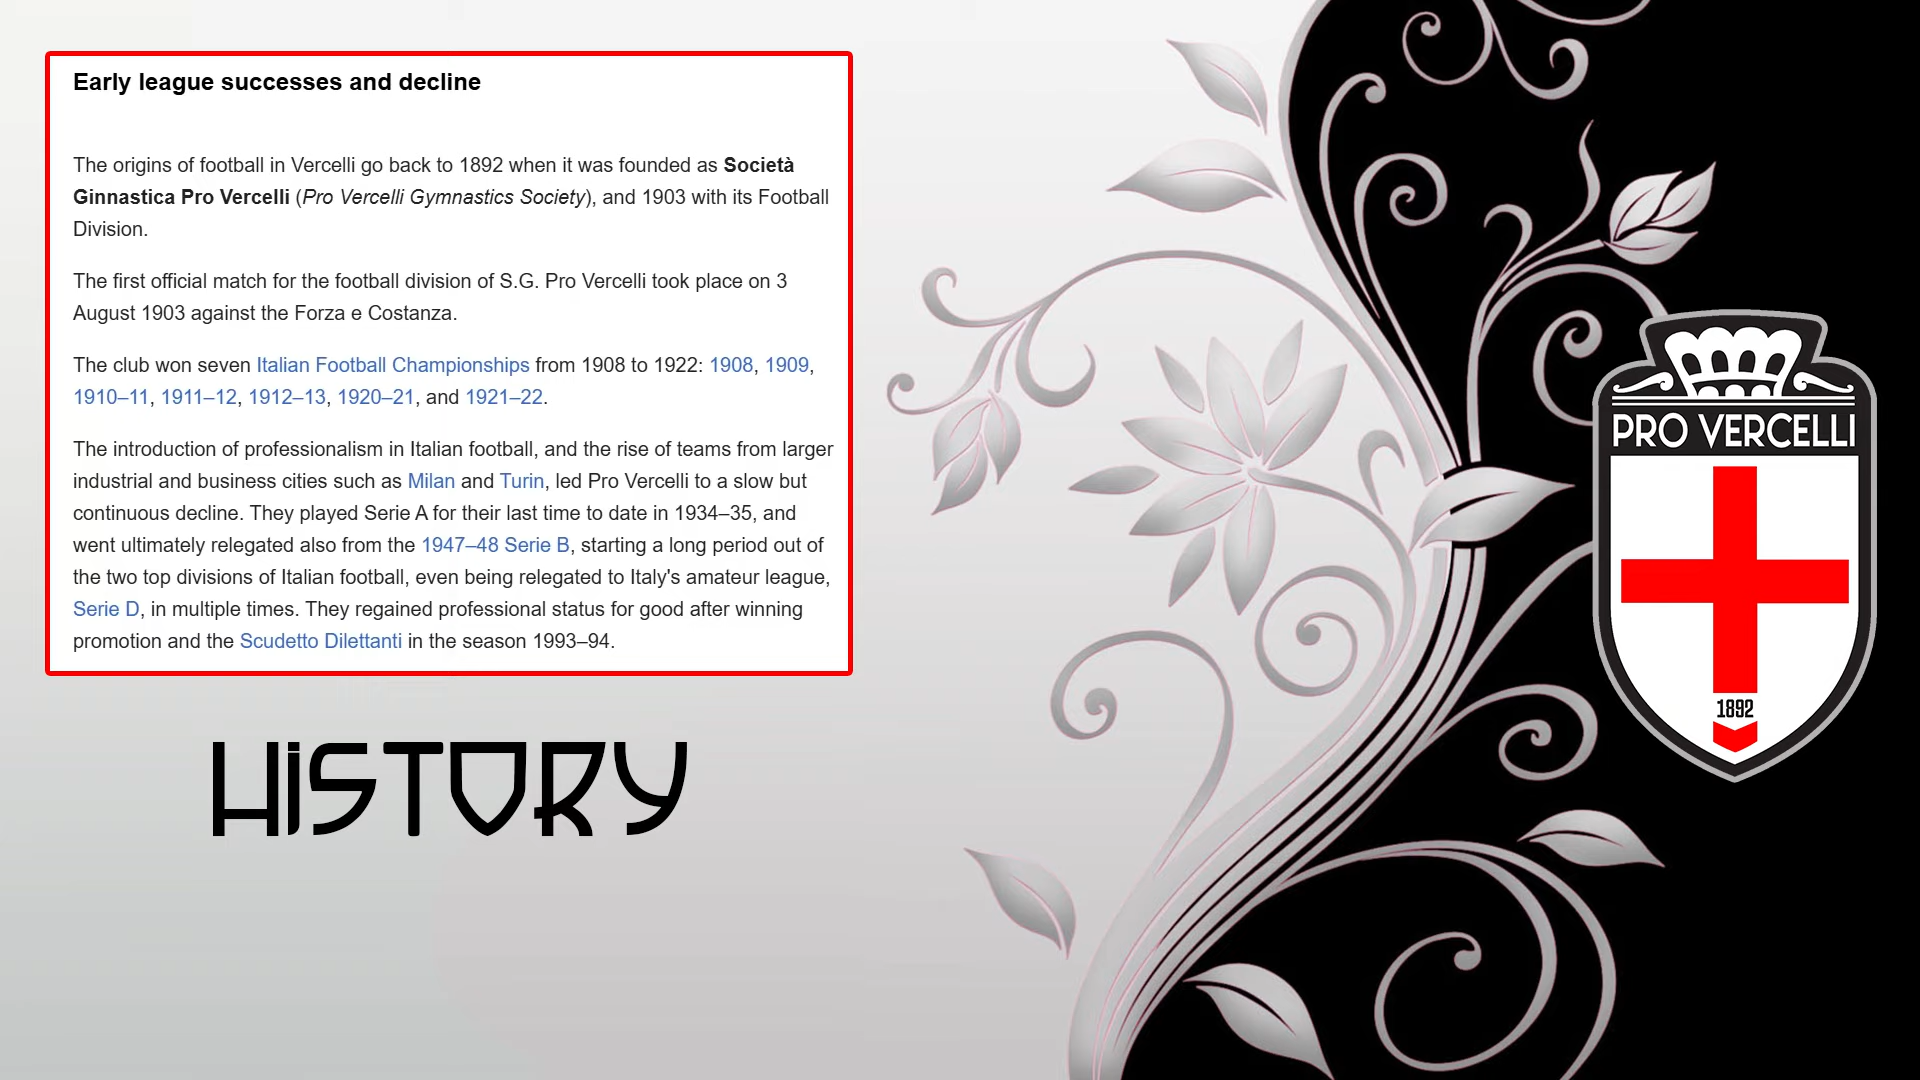 Early league successes and decline
The origins of football in Vercelli go back to 1892 when it was founded as Società
Ginnastica Pro Vercelli (Pro Vercelli Gymnastics Society), and 1903 with its Football
Division.
The first official match for the football division of S.G. Pro Vercelli took place on 3
August 1903 against the Forza e Costanza.
The club won seven Italian Football Championships from 1908 to 1922: 1908, 1909,
1910–11, 1911–12, 1912–13, 1920–21, and 1921–22.
The introduction of professionalism in Italian football, and the rise of teams from larger
industrial and business cities such as Milan and Turin, led Pro Vercelli to a slow but
continuous decline. They played Serie A for their last time to date in 1934–35, and
went ultimately relegated also from the 1947–48 Serie B, starting a long period out of
the two top divisions of Italian football, even being relegated to Italy's amateur league,
Serie D, in multiple times. They regained professional status for good after winning
promotion and the Scudetto Dilettanti in the season 1993–94.
HiSTORY
PRO VERCELLI
1892